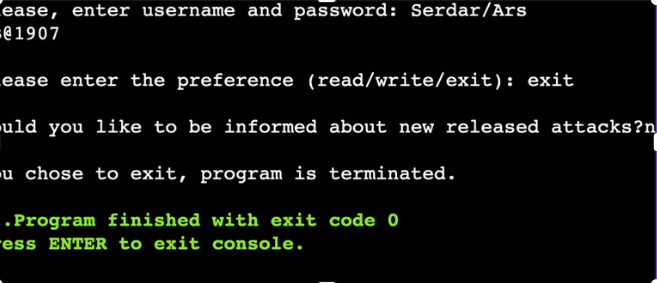 ease, enter username and password: Serdar/Ars
@1907
ease enter the preference (read/write/exit): exit
uld you like to be informed about new released attacks?n
u chose to exit, program is terminated.
.Program finished with exit code 0
ress ENTER to exit console.